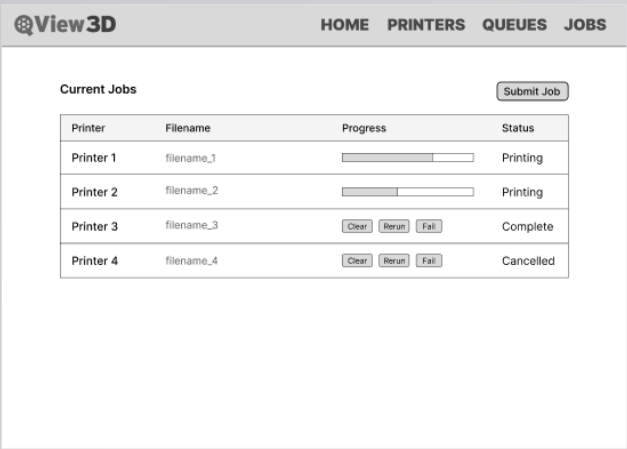 QView3D HOME PRINTERS QUEUES JOBS
Current Jobs Submit Job
Printer Filename Progress Status
Printer 1 filename_1 Printing
Printer 2 filename_2 Printing
Printer 3 filename_3 Clear Rerun Fail Complete
Printer 4 filename_4 Clear Rerun Fail Cancelled